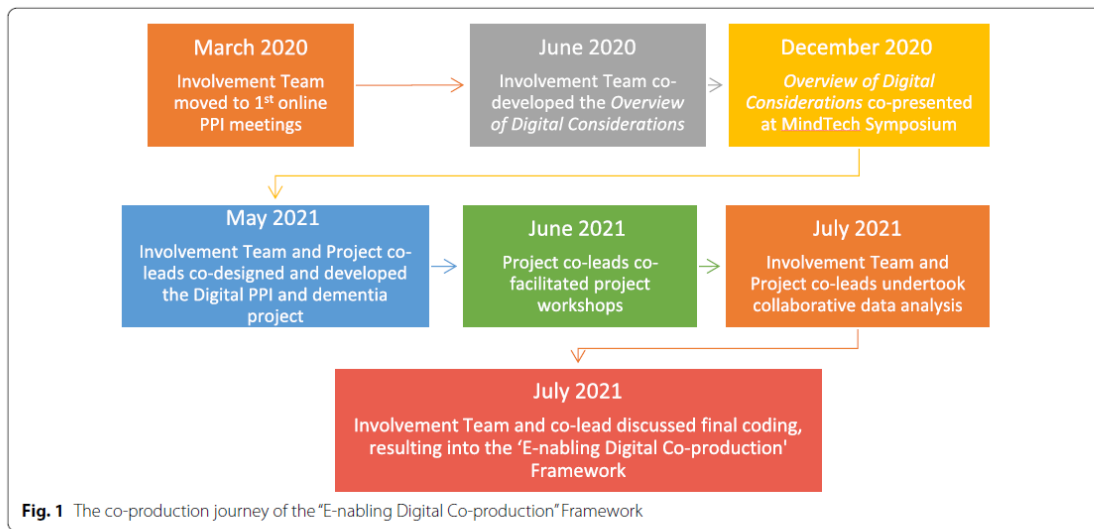 March 2020
Involvement Team
moved to 1st online
PPI meetings
June 2020
Involvement Team co-
developed the Overview
of Digital Considerations
December 2020
Overview of Digital
Considerations co-presented
at MindTech Symposium
May 2021
Involvement Team and Project co-
leads co-designed and developed
the Digital PPI and dementia
project
June 2021
Project co-leads co-
facilitated project
workshops
July 2021
Involvement Team and
Project co-leads undertook
collaborative data analysis
July 2021
Involvement Team and co-lead discussed final coding,
resulting into the ‘E-nabling Digital Co-production'
Framework
Fig. 1 The co-production journey of the “E-nabling Digital Co-production” Framework